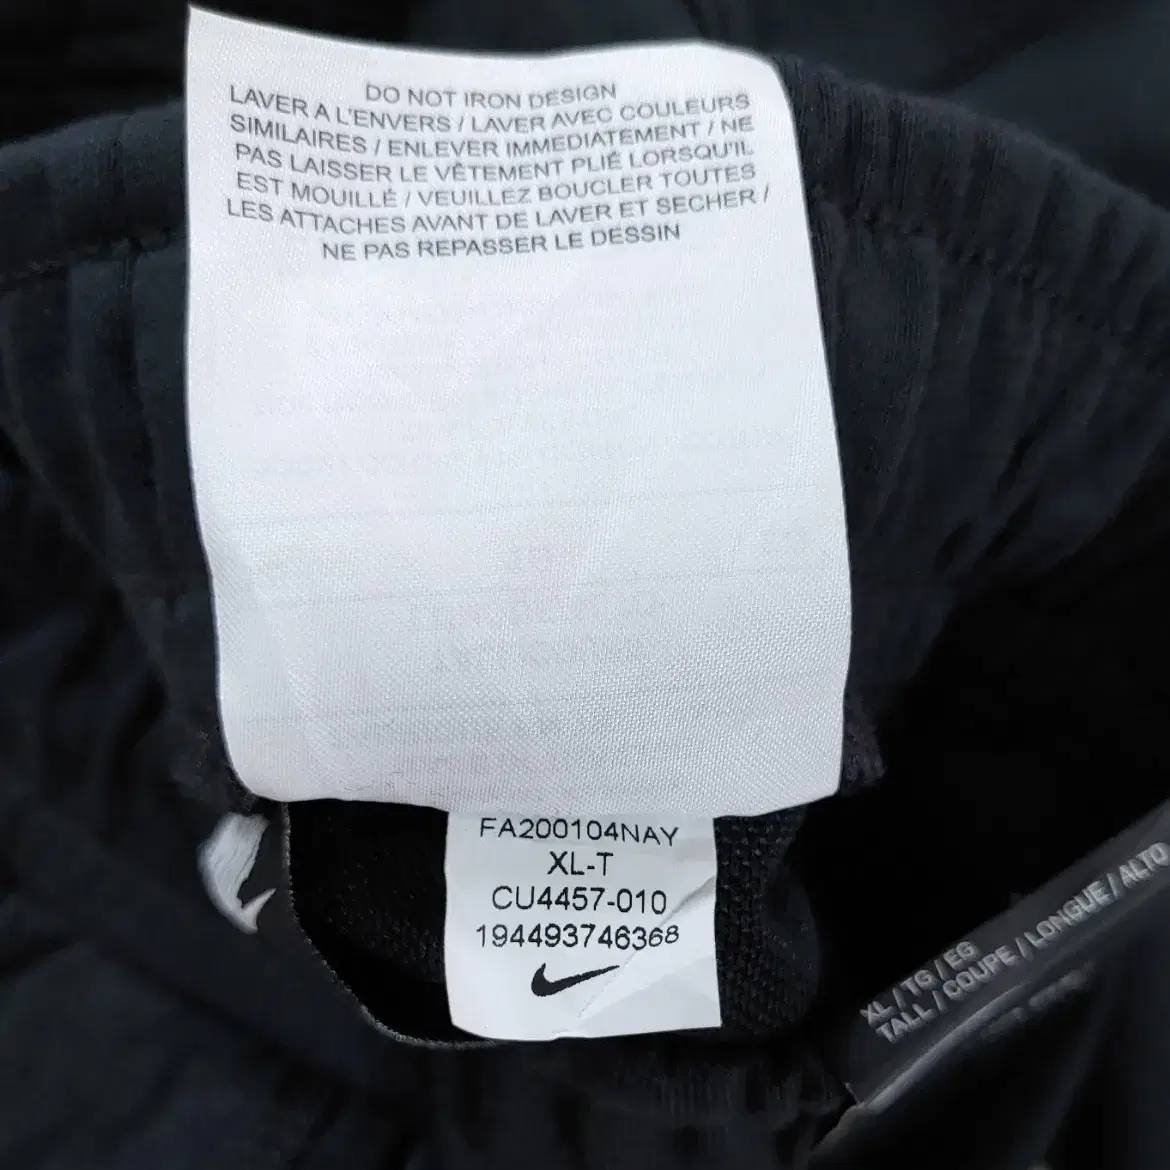 DO NOT IRON DESIGN
LAVER A L'ENVERS / LAVER AVEC COULEURS
SIMILAIRES / ENLEVER IMMEDIATEMENT / NE
PAS LAISSER LE VÊTEMENT PLIÉ LORSQU'IL
EST MOUILLÉ / VEUILLEZ BOUCLER TOUTES
LES ATTACHES AVANT DE LAVER ET SECHER /
NE PAS REPASSER LE DESSIN
FA200104NAY
XL-T
CU4457-010
194493746368
XL / TG / EG
TALL / COUPE / LONGUE / ALTO